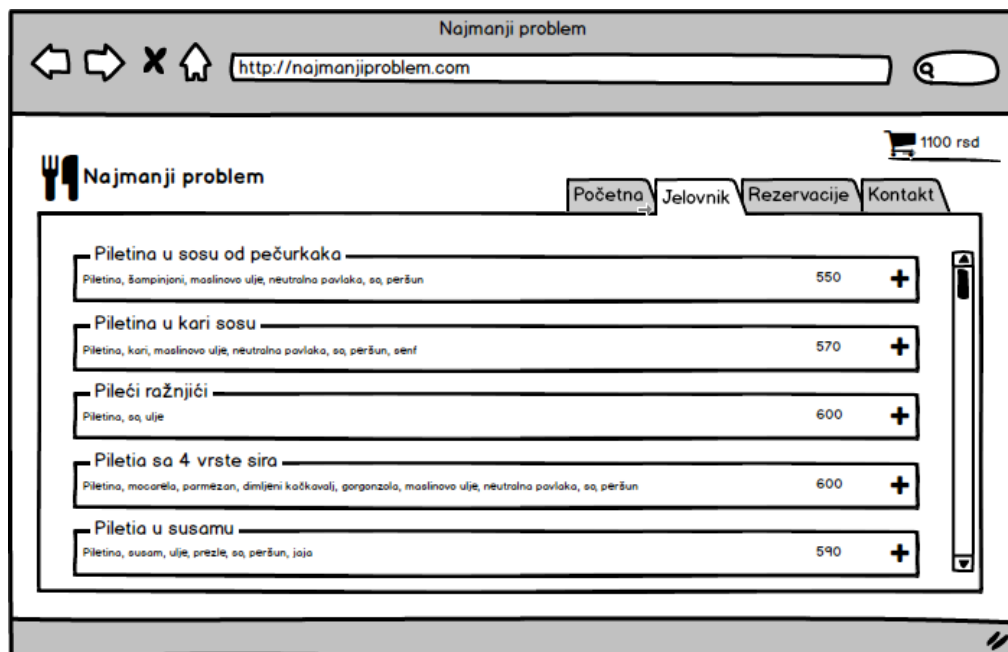 Najmanji problem
http://najmanjiproblem.com
1100 rsd
Najmanji problem
Početna Jelovnik Rezervacije Kontakt
Piletina u sosu od pečurkaka
Piletina, šampinjoni, maslinovo ulje, neutralna pavlaka, so, peršun 550
Piletina u kari sosu
Piletina, kari, maslinovo ulje, neutralna pavlaka, so, peršun, senf 570
Pileći ražnjići
Piletina, so, ulje 600
Piletia sa 4 vrste sira
Piletina, mocarela, parmezan, dimljeni kačkavalj, gorgonzola, maslinovo ulje, neutralna pavlaka, so, peršun 600
Piletia u susamu
Piletina, susam, ulje, prezle, so, peršun, jaja 590